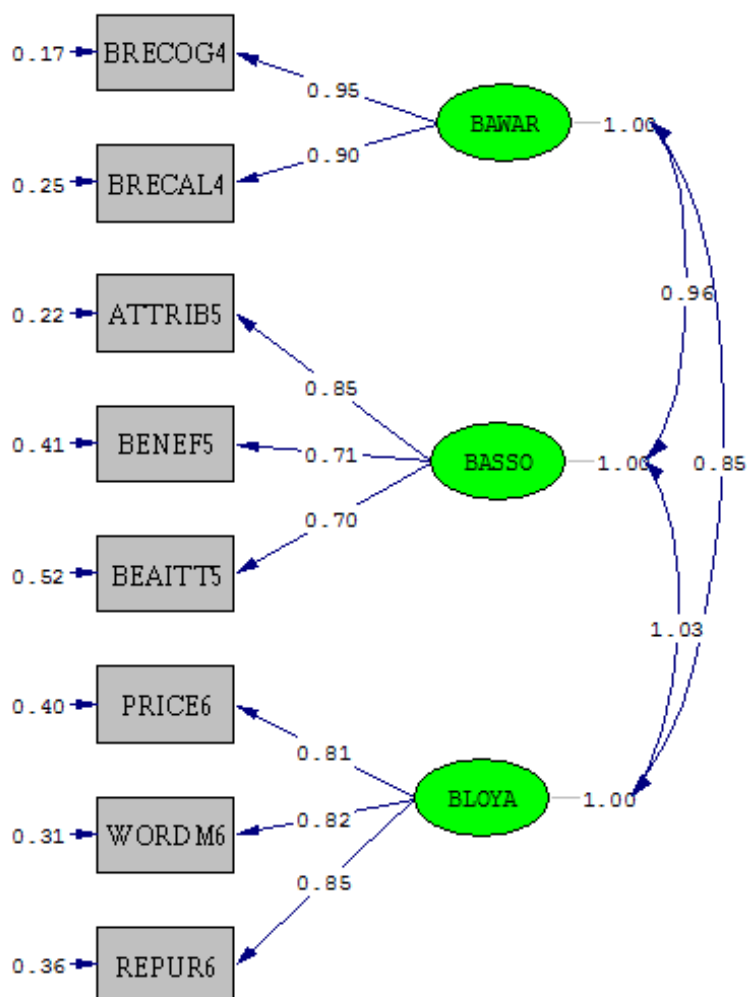 0.17 BRECOG4
0.95
BAWAR 1.00
0.90
0.25 BRECAL4
0.96
0.22 ATTRIB5
0.85
0.41 BENEF5 0.71 BASSO 1.00 0.85
0.70
0.52 BEAITT5
1.03
0.40 PRICE6
0.81
BLOYA 1.00
0.82
0.31 WORDM6
0.85
0.36 REPUR6